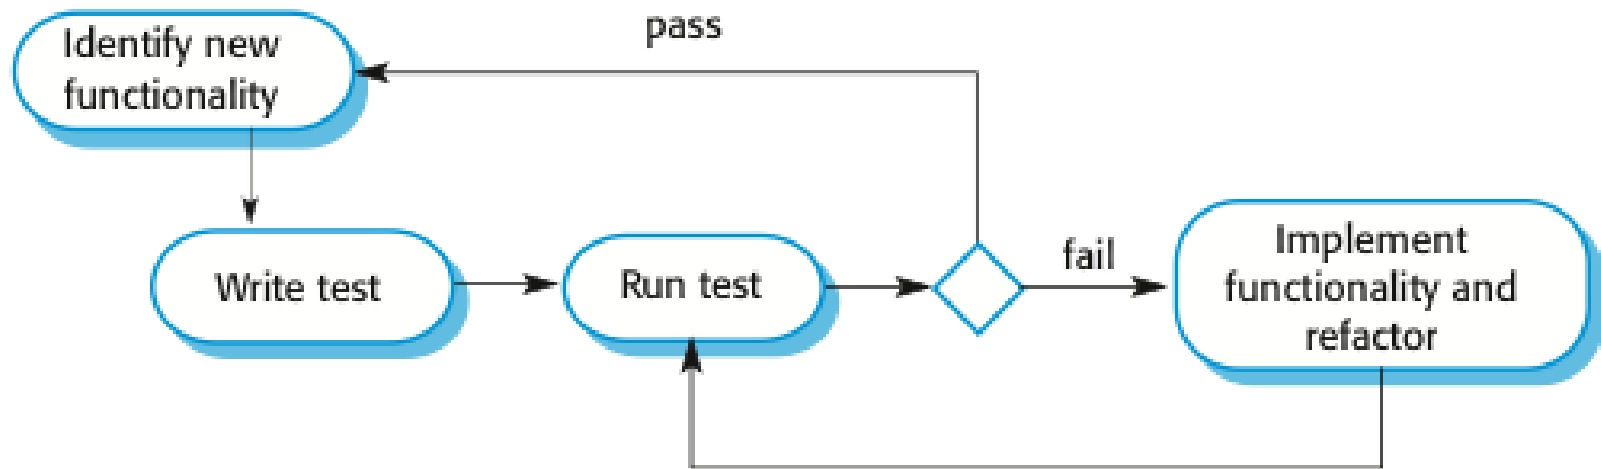 Identify new
functionality
pass
Write test
Run test
fail
Implement
functionality and
refactor